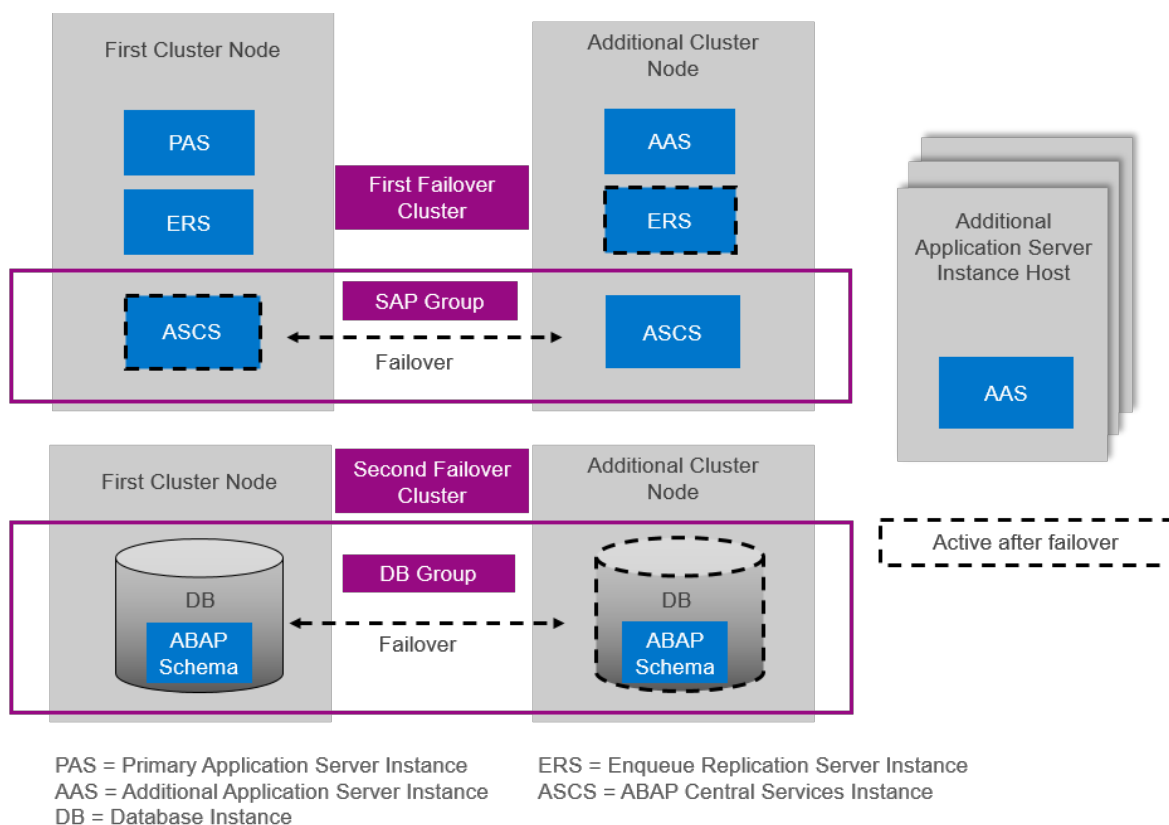 First Cluster Node
Additional Cluster
Node
PAS
AAS
First Failover
Cluster
ERS
ERS
Additional
Application Server
Instance Host
SAP Group
ASCS
Failover
ASCS
AAS
First Cluster Node
Second Failover
Cluster
Additional Cluster
Node
Active after failover
DB Group
DB
DB
ABAP
Schema
Failover
ABAP
Schema
PAS = Primary Application Server Instance
AAS = Additional Application Server Instance
DB = Database Instance
ERS = Enqueue Replication Server Instance
ASCS = ABAP Central Services Instance